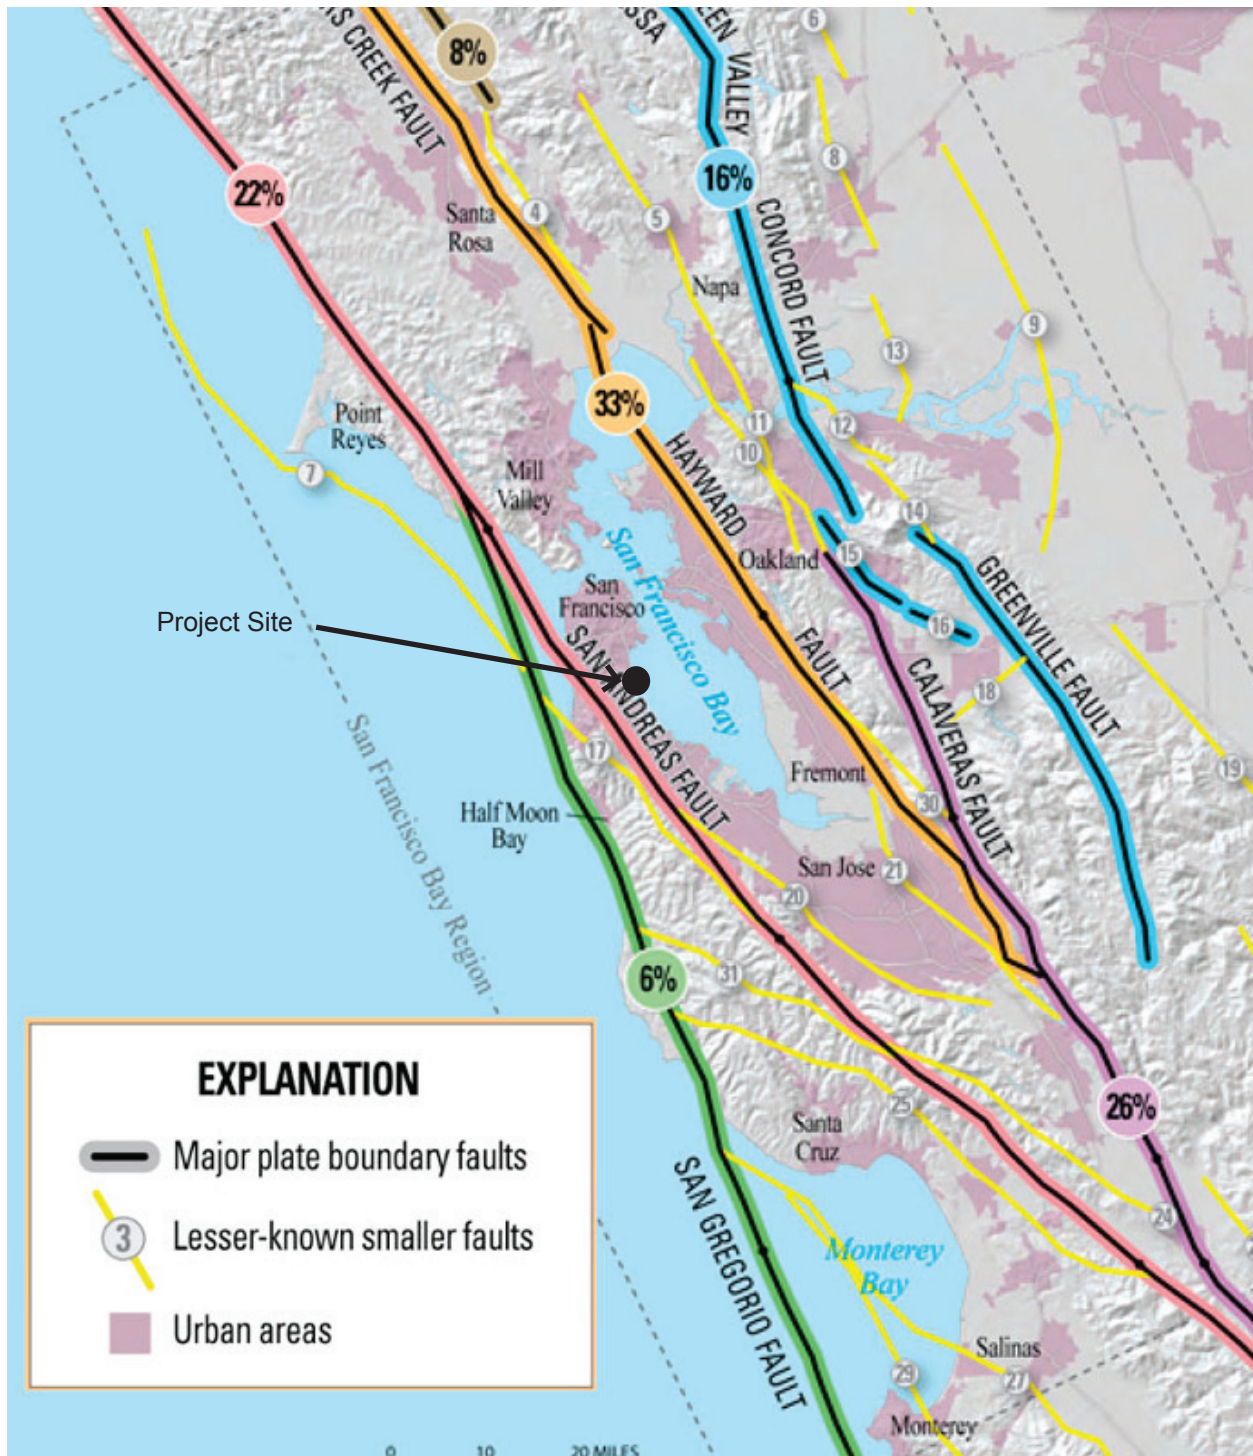 IS CREEK FAULT
8%
SSA
EEN VALLEY
6
22%
16%
8
4
5
Santa
Rosa
CONCORD FAULT
Napa
9
13
33%
Point
Reyes
11
12
10
HAYWARD
FAULT
7
Mill
Valley
14
15
Oakland
San Francisco Bay
San
Francisco
GREENVILLE FAULT
Project Site
16
SAN ANDREAS FAULT
CALAVERAS FAULT
18
17
19
San Francisco Bay Region
Fremont
30
Half Moon
Bay
San Jose
21
20
31
6%
EXPLANATION
Major plate boundary faults
3
Lesser-known smaller faults
Urban areas
26%
25
Santa
Cruz
24
SAN GREGORIO FAULT
Monterey
Bay
Salinas
29
27
Monterey
0 10 20 MILES